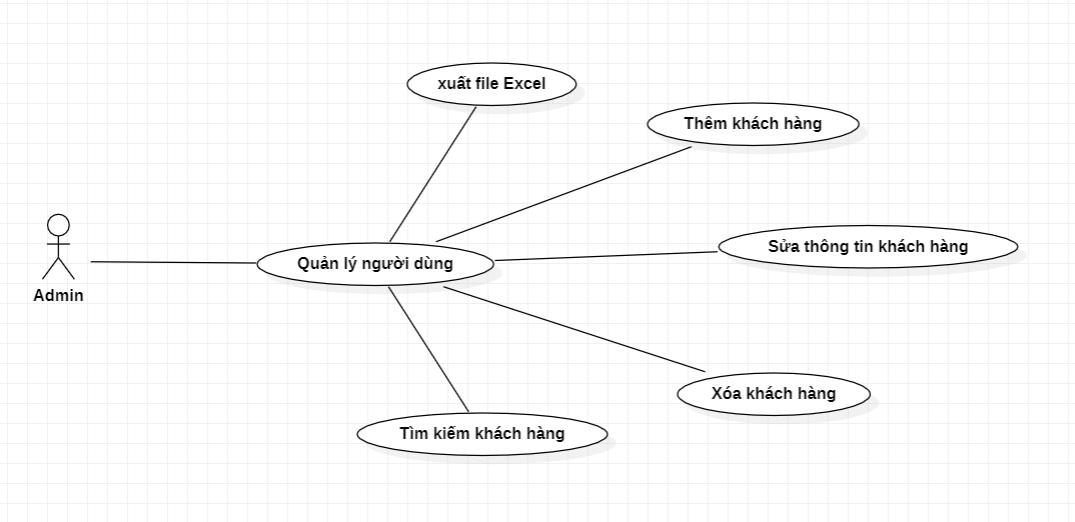 xuất file Excel
Thêm khách hàng
Sửa thông tin khách hàng
Quản lý người dùng
Admin
Xóa khách hàng
Tìm kiếm khách hàng